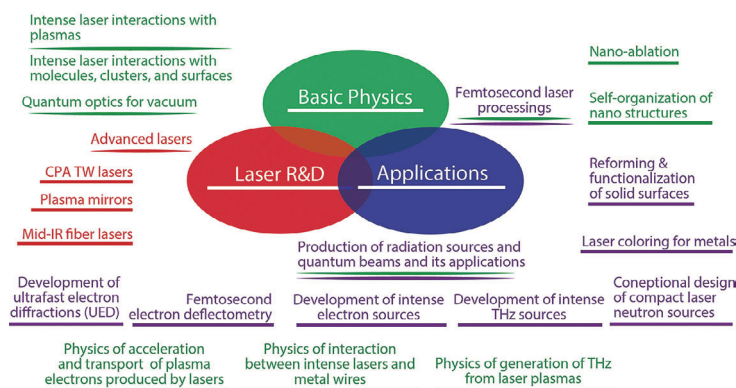 Intense laser interactions with
plasmas
Intense laser interactions with
molecules, clusters, and surfaces
Quantum optics for vacuum
Advanced lasers
CPA TW lasers
Plasma mirrors
Mid-IR fiber lasers
Basic Physics
Laser R&D
Applications
Femtosecond laser
processings
Nano-ablation
Self-organization of
nano structures
Reforming &
functionalization
of solid surfaces
Laser coloring for metals
Production of radiation sources and
quantum beams and its applications
Development of
ultrafast electron
diffractions (UED)
Femtosecond
electron deflectometry
Development of intense
electron sources
Development of intense
THz sources
Coneptional design
of compact laser
neutron sources
Physics of acceleration
and transport of plasma
electrons produced by lasers
Physics of interaction
between intense lasers and
metal wires
Physics of generation of THz
from laser plasmas